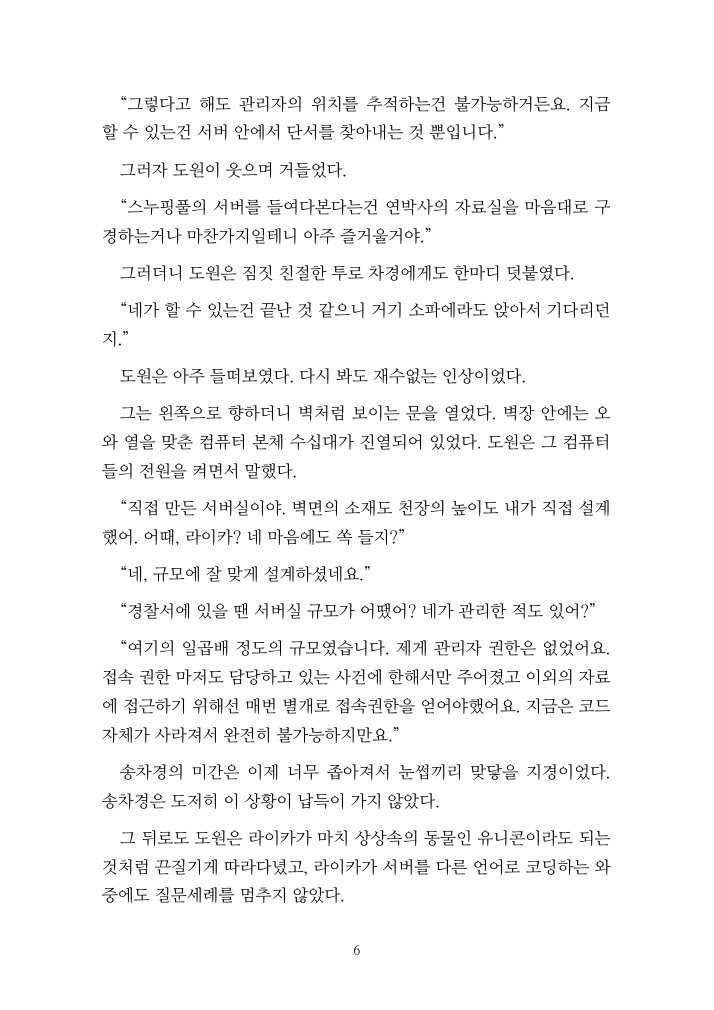 “그렇다고 해도 관리자의 위치를 추적하는건 불가능하거든요. 지금
할 수 있는건 서버 안에서 단서를 찾아내는 것 뿐입니다.”
그러자 도원이 웃으며 거들었다.
“스누핑풀의 서버를 들여다본다는건 연박사의 자료실을 마음대로 구
경하는거나 마찬가지일테니 아주 즐거울거야.”
그러더니 도원은 짐짓 친절한 투로 차경에게도 한마디 덧붙였다.
“네가 할 수 있는건 끝난 것 같으니 거기 소파에라도 앉아서 기다리던
지.”
도원은 아주 들떠보였다. 다시 봐도 재수없는 인상이었다.
그는 왼쪽으로 향하더니 벽처럼 보이는 문을 열었다. 벽장 안에는 오
와 열을 맞춘 컴퓨터 본체 수십대가 진열되어 있었다. 도원은 그 컴퓨터
들의 전원을 켜면서 말했다.
“직접 만든 서버실이야. 벽면의 소재도 천장의 높이도 내가 직접 설계
했어. 어때, 라이카? 네 마음에도 쏙 들지?”
“네, 규모에 잘 맞게 설계하셨네요.”
“경찰서에 있을 땐 서버실 규모가 어땠어? 네가 관리한 적도 있어?”
“여기의 일곱배 정도의 규모였습니다. 제게 관리자 권한은 없었어요.
접속 권한 마저도 담당하고 있는 사건에 한해서만 주어졌고 이외의 자료
에 접근하기 위해선 매번 별개로 접속권한을 얻어야했어요. 지금은 코드
자체가 사라져서 완전히 불가능하지만요.”
송차경의 미간은 이제 너무 좁아져서 눈썹끼리 맞닿을 지경이었다.
송차경은 도저히 이 상황이 납득이 가지 않았다.
그 뒤로도 도원은 라이카가 마치 상상속의 동물인 유니콘이라도 되는
것처럼 끈질기게 따라다녔고, 라이카가 서버를 다른 언어로 코딩하는 와
중에도 질문세례를 멈추지 않았다.
6